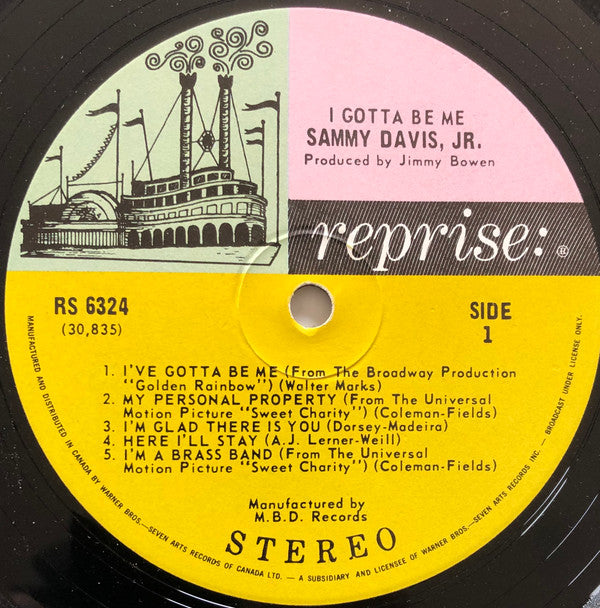 I GOTTA BE ME
SAMMY DAVIS, JR.
Produced by Jimmy Bowen
reprise: ®
RS 6324
(30,835)
SIDE
1
1. I'VE GOTTA BE ME (From The Broadway Production
"Golden Rainbow") (Walter Marks)
2. MY PERSONAL PROPERTY (From The Universal
Motion Picture "Sweet Charity") (Coleman-Fields)
3. I'M GLAD THERE IS YOU (Dorsey-Madeira)
4. HERE I'LL STAY (A.J. Lerner-Weill)
5. I'M A BRASS BAND (From The Universal
Motion Picture "Sweet Charity") (Coleman-Fields)
Manufactured by
M.B.D. Records
STEREO
MANUFACTURED AND DISTRIBUTED IN CANADA BY WARNER BROS.—SEVEN ARTS RECORDS OF CANADA LTD. — A SUBSIDIARY AND LICENSEE OF WARNER BROS.—SEVEN ARTS RECORDS INC. — BROADCAST UNDER LICENSE ONLY.